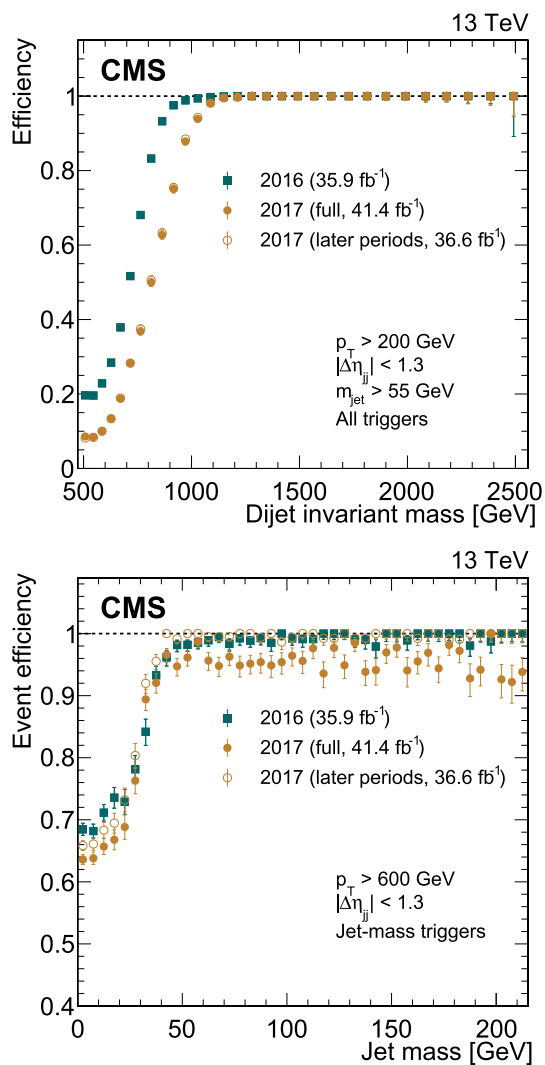 13 TeV
CMS
Efficiency
1
0.8
0.6
0.4
0.2
0
2016 (35.9 fb⁻¹)
2017 (full, 41.4 fb⁻¹)
2017 (later periods, 36.6 fb⁻¹)
p_T > 200 GeV
|Δη_jj| < 1.3
m_jet > 55 GeV
All triggers
500 1000 1500 2000 2500
Dijet invariant mass [GeV]
13 TeV
CMS
Event efficiency
1
0.9
0.8
0.7
0.6
0.5
0.4
2016 (35.9 fb⁻¹)
2017 (full, 41.4 fb⁻¹)
2017 (later periods, 36.6 fb⁻¹)
p_T > 600 GeV
|Δη_jj| < 1.3
Jet-mass triggers
0 50 100 150 200
Jet mass [GeV]